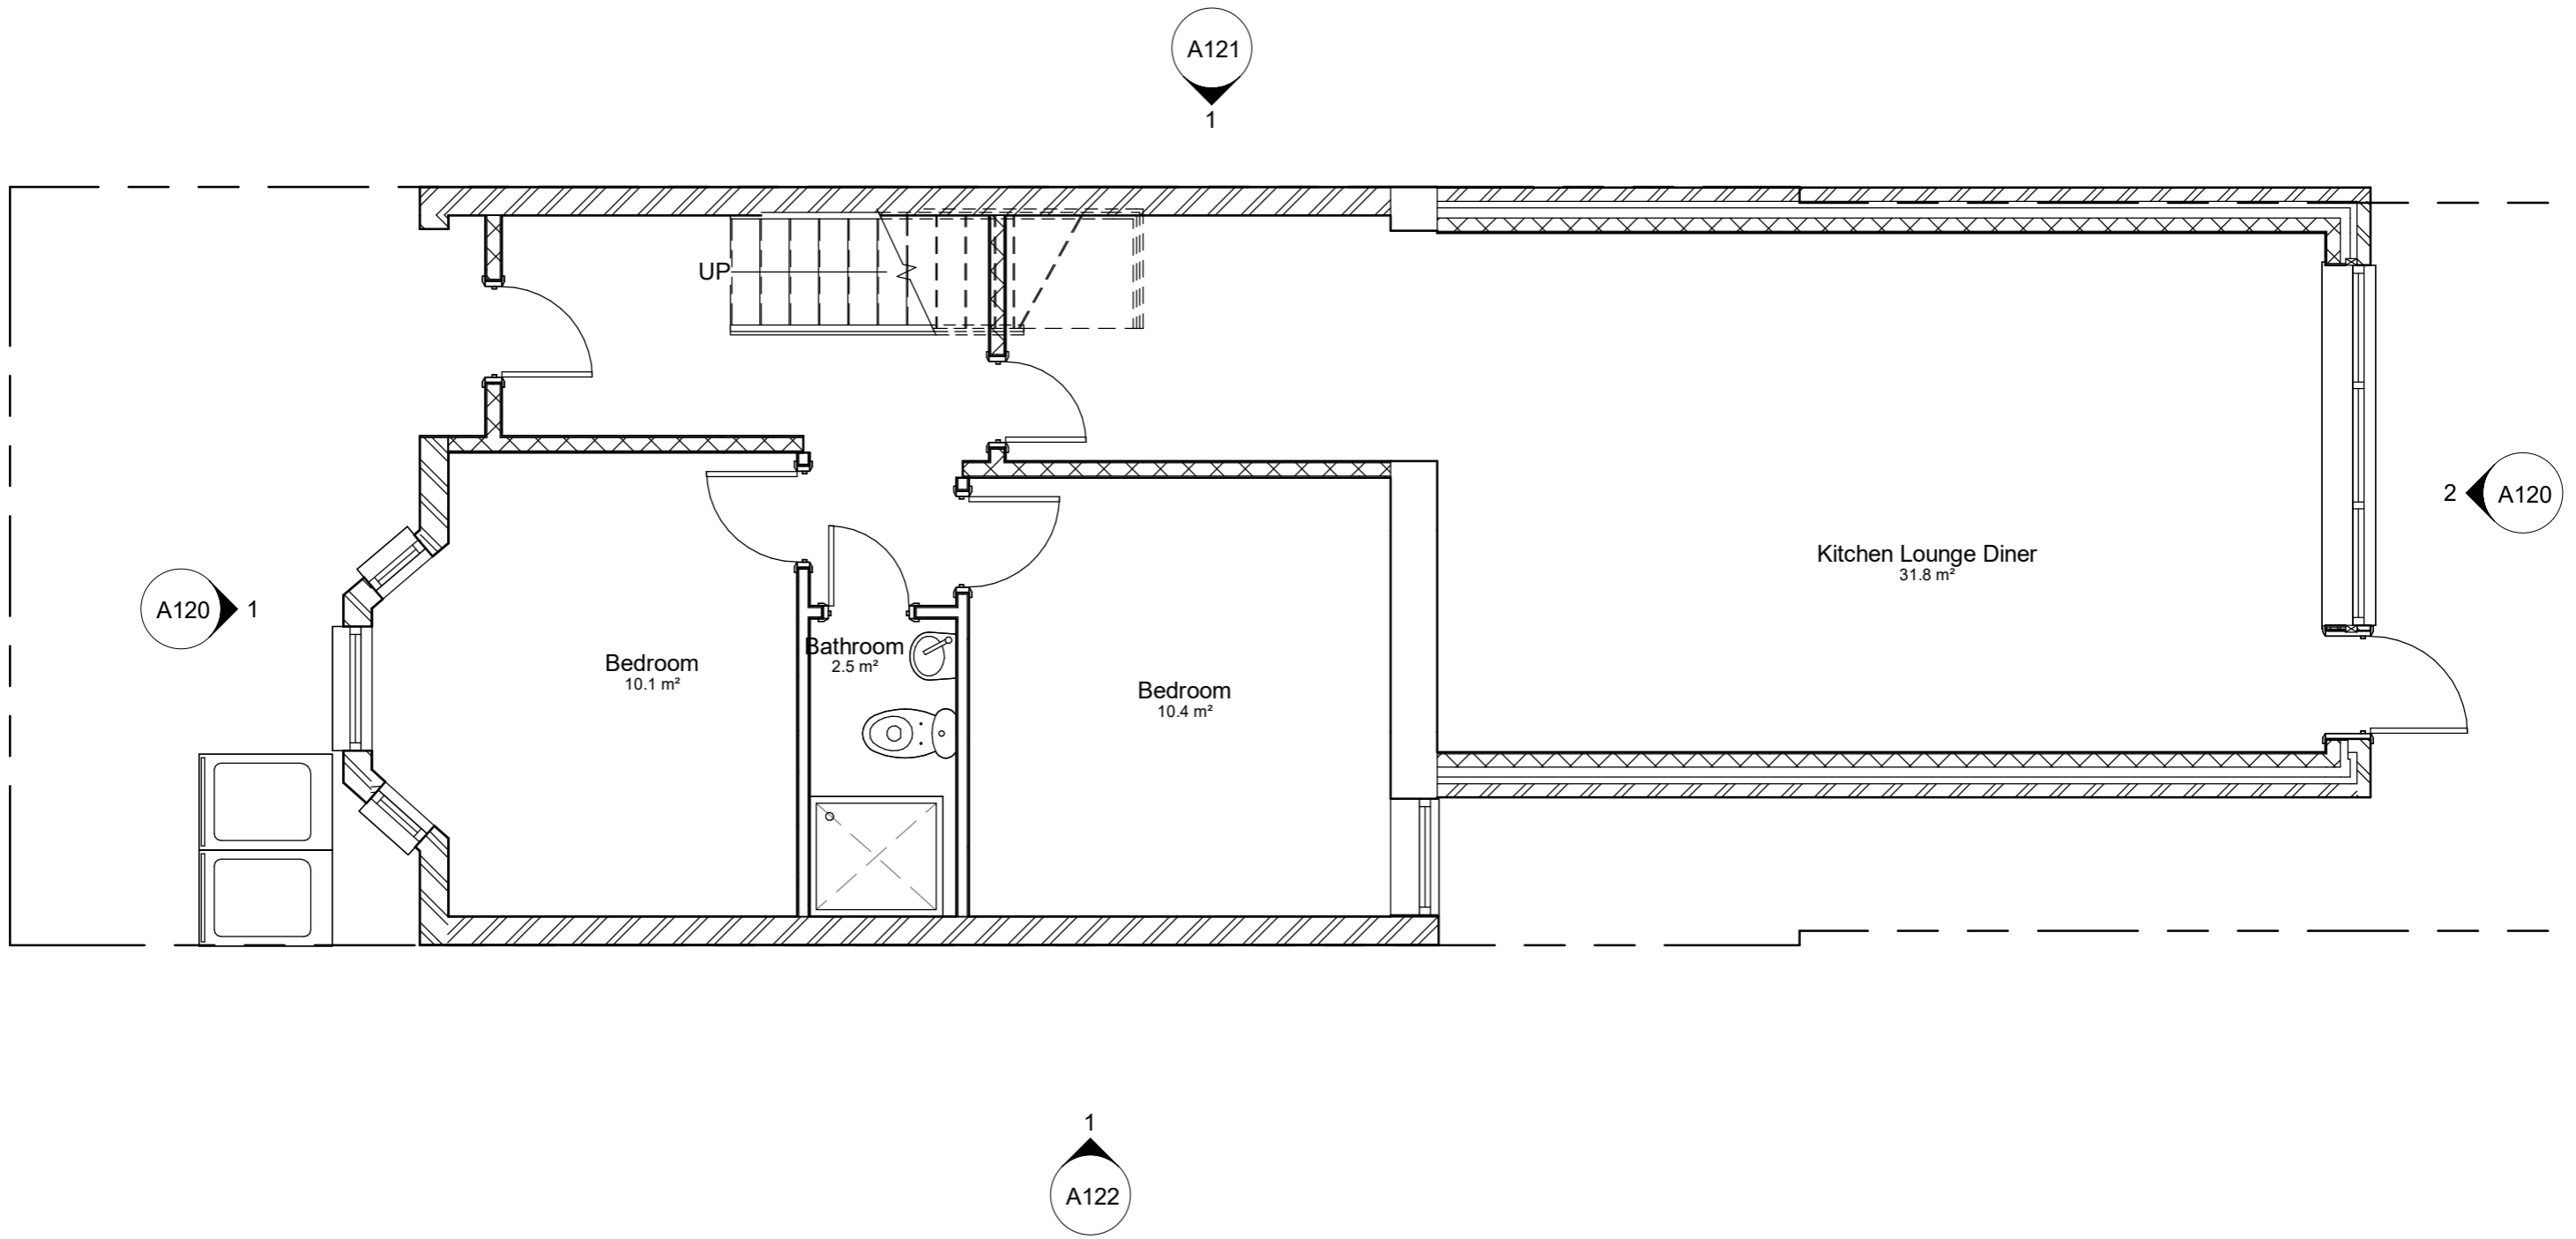 A121
1
UP
2
A120
Kitchen Lounge Diner
31.8 m²
A120
1
Bathroom
2.5 m²
Bedroom
10.1 m²
Bedroom
10.4 m²
1
A122